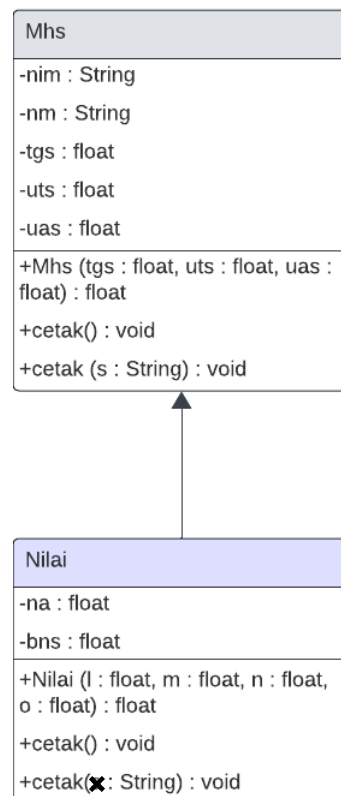 Mhs
-nim : String
-nm : String
-tgs : float
-uts : float
-uas : float
+Mhs (tgs : float, uts : float, uas :
float) : float
+cetak() : void
+cetak (s : String) : void
Nilai
-na : float
-bns : float
+Nilai (l : float, m : float, n : float,
o : float) : float
+cetak() : void
+cetak( : String) : void